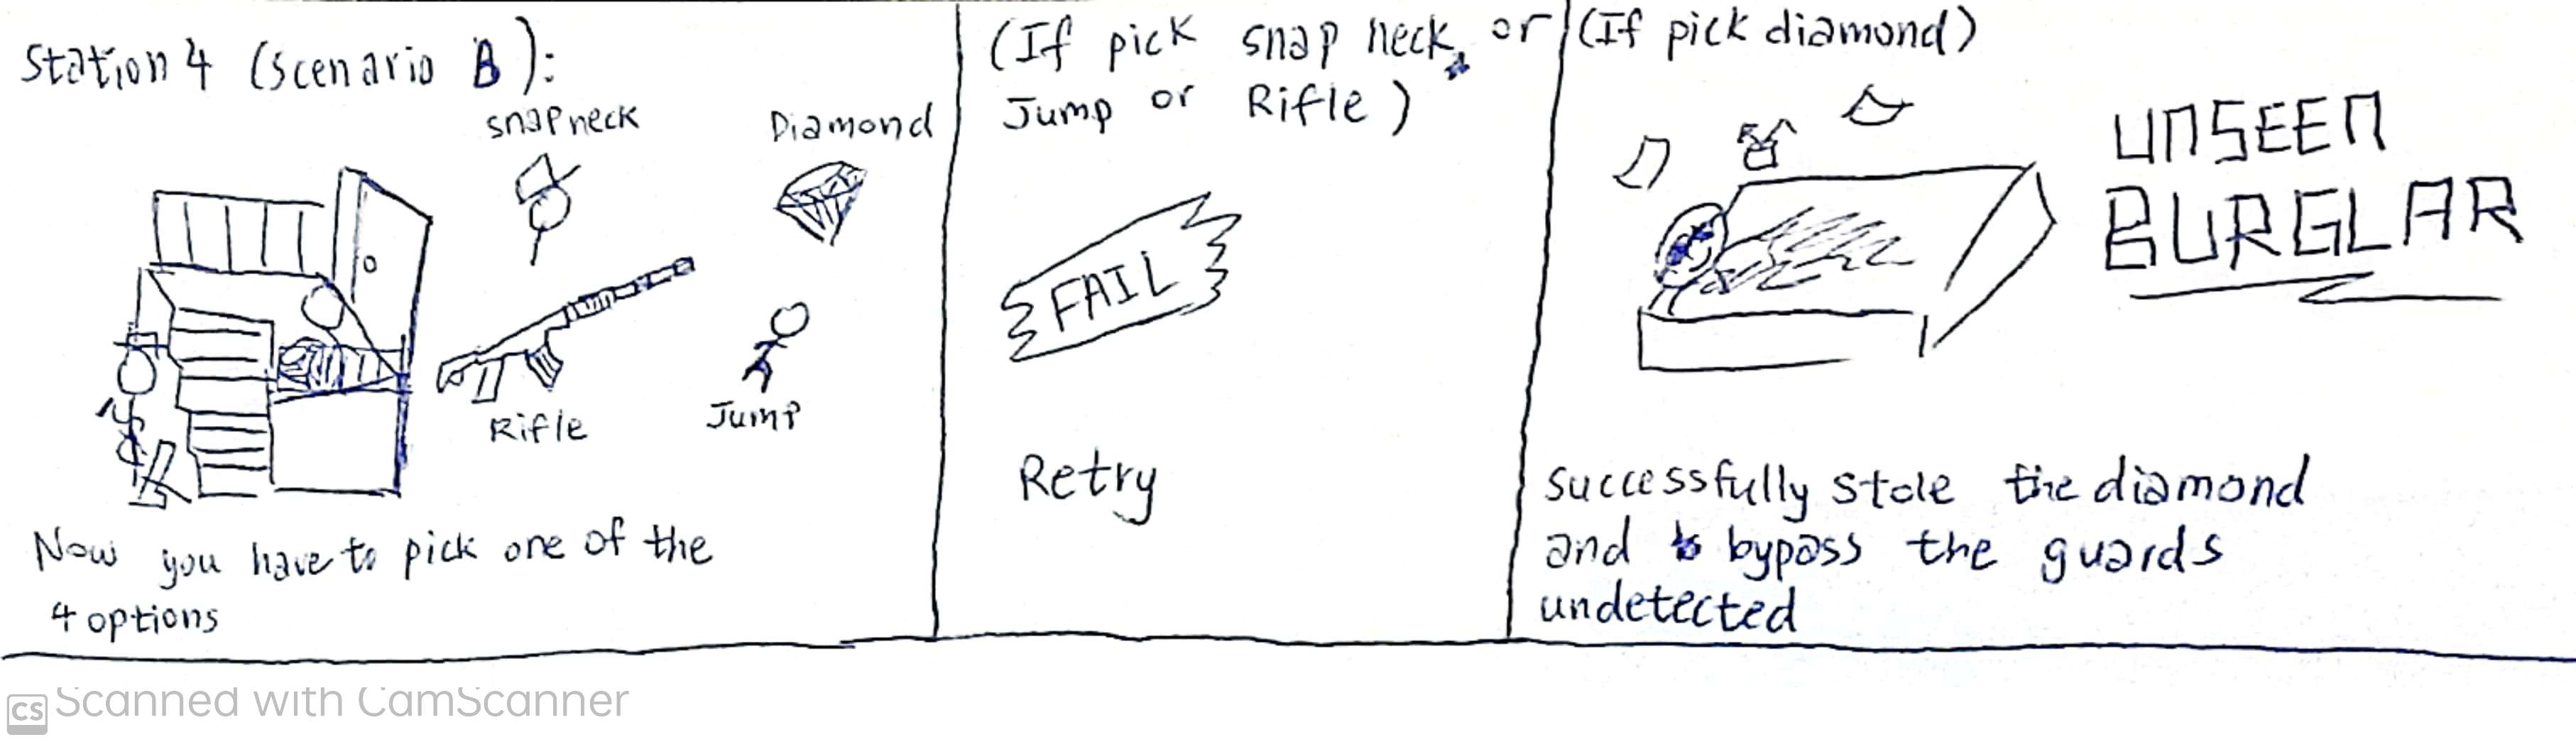 Station 4 (Scenario B):
snap neck
Diamond
Rifle
Jump
Now you have to pick one of the
4 options
(If pick snap neck, or
Jump or Rifle)
FAIL
Retry
(If pick diamond)
UNSEEN
BURGLAR
successfully stole the diamond
and bypass the guards
undetected
CS Scanned with CamScanner